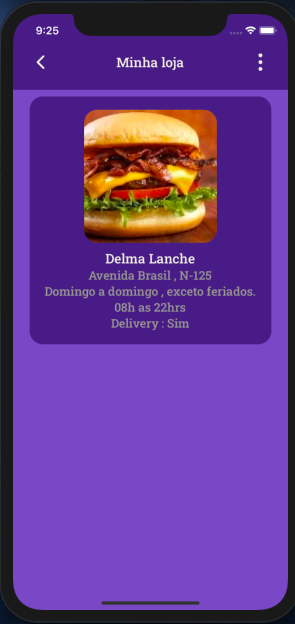 9:25
Minha loja
Delma Lanche
Avenida Brasil , N-125
Domingo a domingo , exceto feriados.
08h as 22hrs
Delivery : Sim